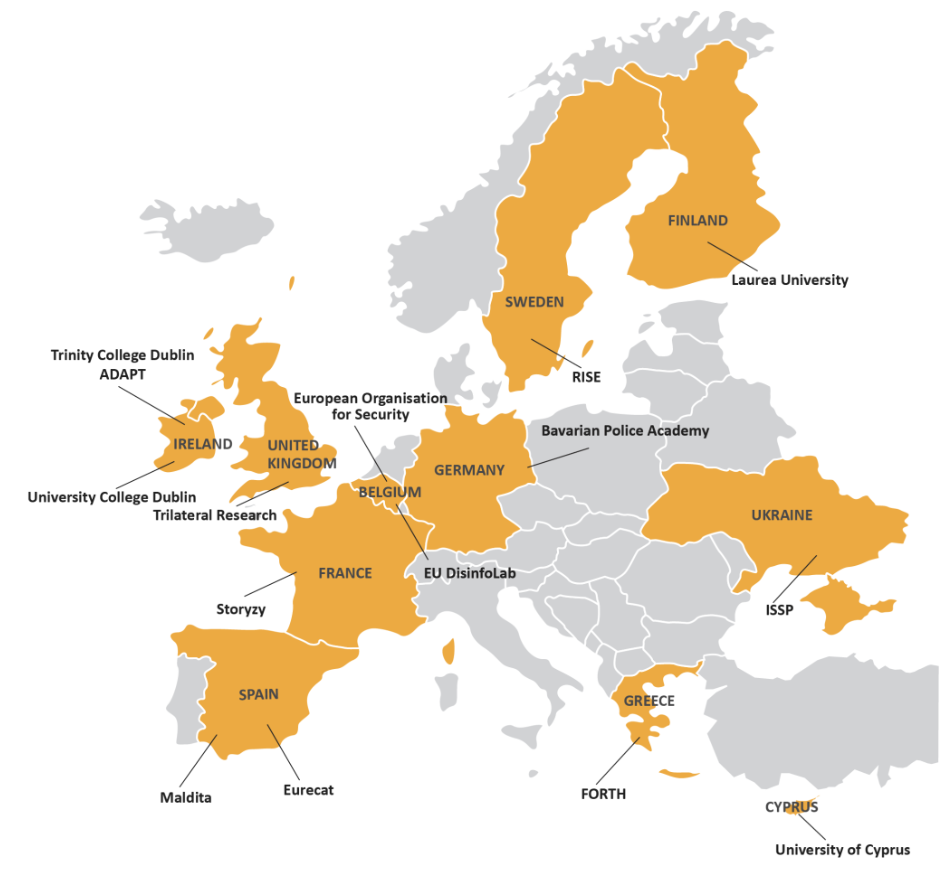 FINLAND
Laurea University
SWEDEN
RISE
Trinity College Dublin
ADAPT
European Organisation
for Security
Bavarian Police Academy
IRELAND
UNITED
KINGDOM
GERMANY
BELGIUM
University College Dublin
Trilateral Research
UKRAINE
FRANCE
EU DisinfoLab
Storyzy
ISSP
SPAIN
GREECE
Maldita
Eurecat
FORTH
CYPRUS
University of Cyprus